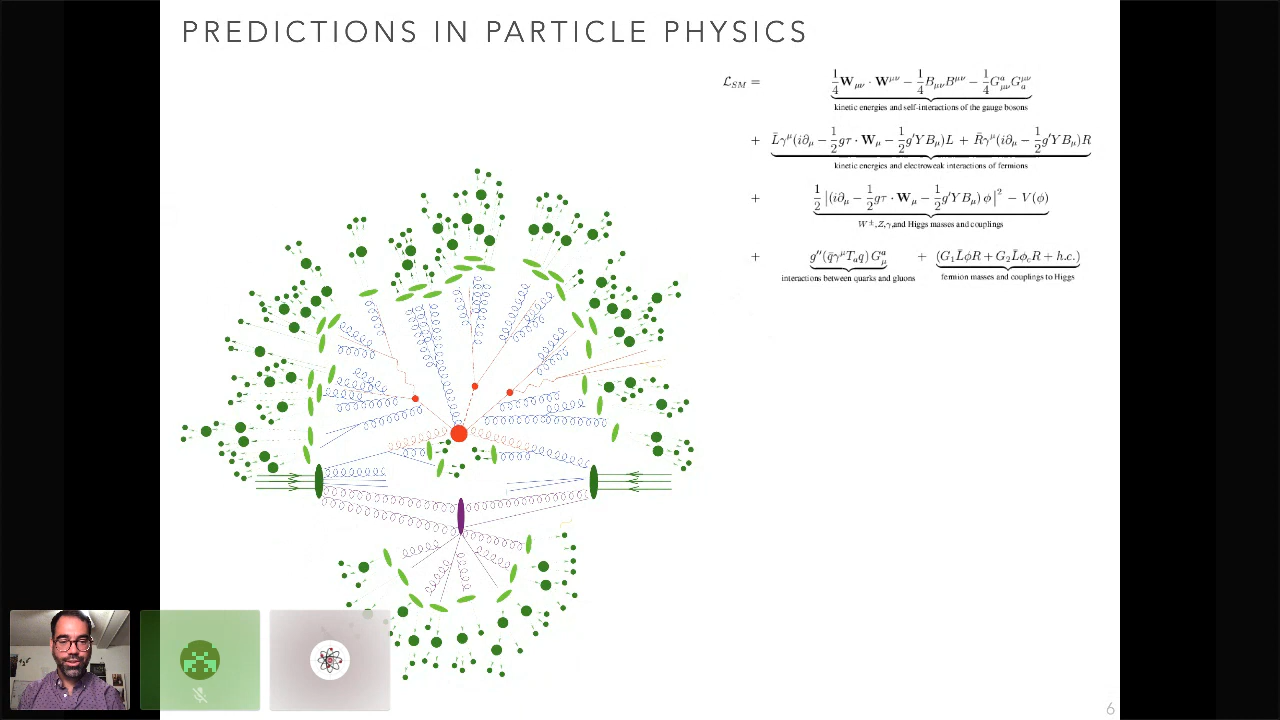 PREDICTIONS IN PARTICLE PHYSICS
ℒ_SM = 1/4 W_μν · W^μν − 1/4 B_μν B^μν − 1/4 G^a_μν G^μν_a
kinetic energies and self-interactions of the gauge bosons
+ L̄γ^μ(i∂_μ − 1/2 gτ · W_μ − 1/2 g′YB_μ)L + R̄γ^μ(i∂_μ − 1/2 g′YB_μ)R
kinetic energies and electroweak interactions of fermions
+ 1/2 |(i∂_μ − 1/2 gτ · W_μ − 1/2 g′YB_μ) φ|^2 − V(φ)
W^±,Z,γ,and Higgs masses and couplings
+ g″(q̄γ^μ T_a q) G^a_μ + (G_1 L̄φR + G_2 L̄φ_c R + h.c.)
interactions between quarks and gluons fermion masses and couplings to Higgs
6